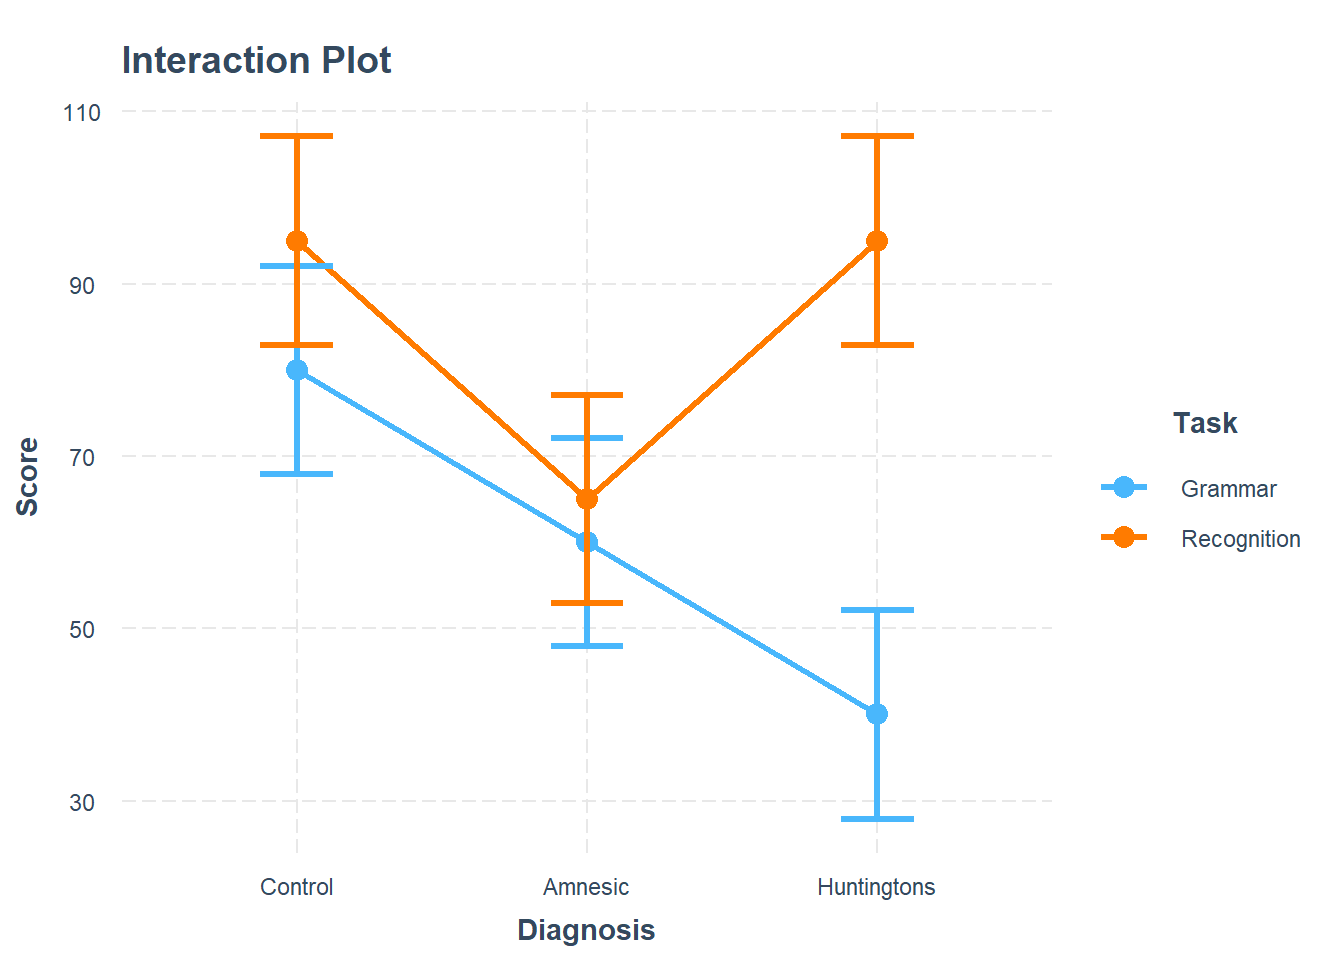 Interaction Plot
110
90
70
50
30
Score
Control Amnesic Huntingtons
Diagnosis
Task
Grammar
Recognition